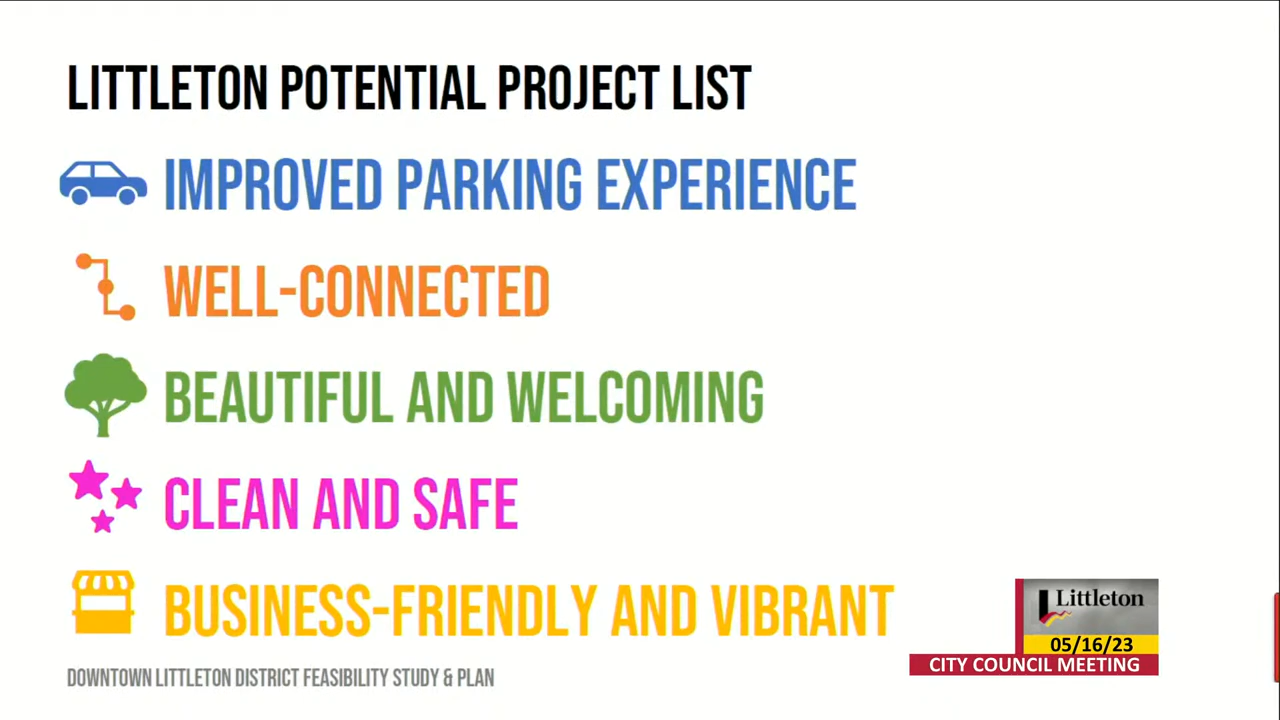 LITTLETON POTENTIAL PROJECT LIST
IMPROVED PARKING EXPERIENCE
WELL-CONNECTED
BEAUTIFUL AND WELCOMING
CLEAN AND SAFE
BUSINESS-FRIENDLY AND VIBRANT
DOWNTOWN LITTLETON DISTRICT FEASIBILITY STUDY & PLAN
Littleton
05/16/23
CITY COUNCIL MEETING